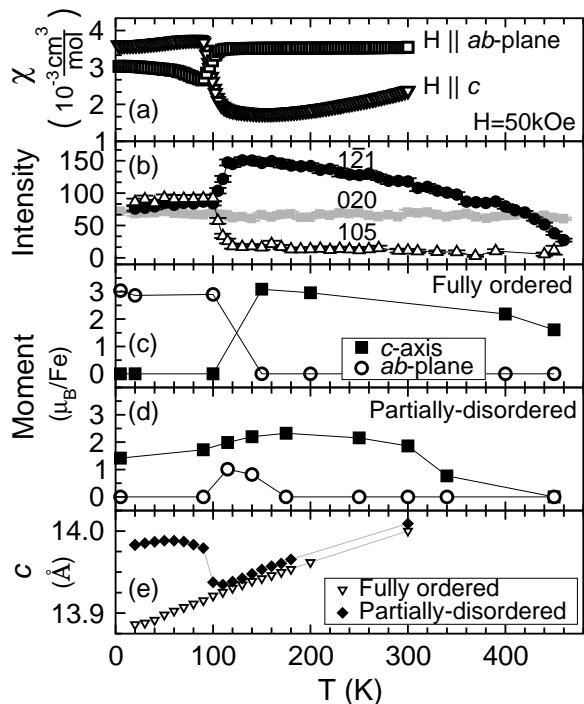 χ
(10⁻³ cm³/mol)
4
3
2
1
H || ab-plane
H || c
(a)
H=50kOe
Intensity
150
100
50
0
(b)
12̄1
020
105
Moment
(μB/Fe)
3
2
1
0
Fully ordered
(c)
c-axis
ab-plane
3
2
1
0
(d)
Partially-disordered
c
(Å)
14.0
13.9
(e)
Fully ordered
Partially-disordered
0 100 200 300 400
T (K)